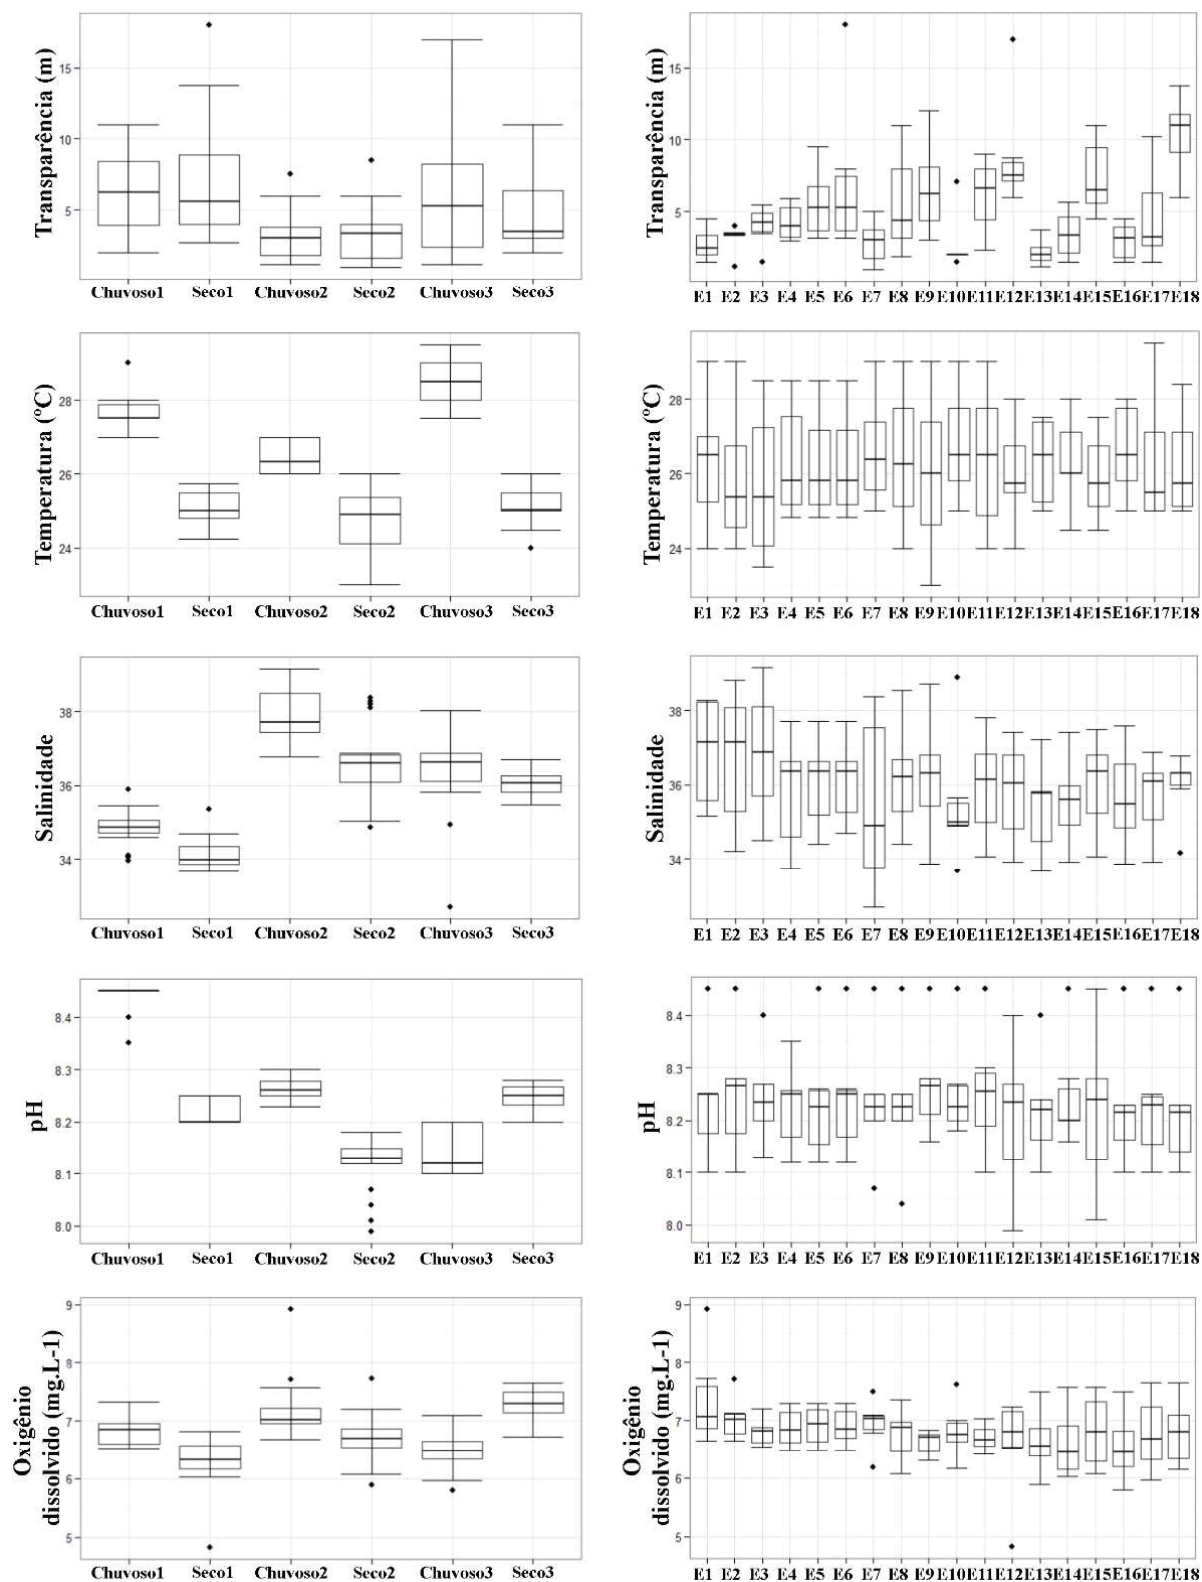 Transparência (m)
15
10
5
Chuvoso1 Seco1 Chuvoso2 Seco2 Chuvoso3 Seco3
Transparência (m)
15
10
5
E1 E2 E3 E4 E5 E6 E7 E8 E9 E10 E11 E12 E13 E14 E15 E16 E17 E18
Temperatura (ºC)
28
26
24
Chuvoso1 Seco1 Chuvoso2 Seco2 Chuvoso3 Seco3
Temperatura (ºC)
28
26
24
E1 E2 E3 E4 E5 E6 E7 E8 E9 E10 E11 E12 E13 E14 E15 E16 E17 E18
Salinidade
38
36
34
Chuvoso1 Seco1 Chuvoso2 Seco2 Chuvoso3 Seco3
Salinidade
38
36
34
E1 E2 E3 E4 E5 E6 E7 E8 E9 E10 E11 E12 E13 E14 E15 E16 E17 E18
pH
8.4
8.3
8.2
8.1
8.0
Chuvoso1 Seco1 Chuvoso2 Seco2 Chuvoso3 Seco3
pH
8.4
8.3
8.2
8.1
8.0
E1 E2 E3 E4 E5 E6 E7 E8 E9 E10 E11 E12 E13 E14 E15 E16 E17 E18
Oxigênio
dissolvido (mg.L-1)
9
8
7
6
5
Chuvoso1 Seco1 Chuvoso2 Seco2 Chuvoso3 Seco3
Oxigênio
dissolvido (mg.L-1)
9
8
7
6
5
E1 E2 E3 E4 E5 E6 E7 E8 E9 E10 E11 E12 E13 E14 E15 E16 E17 E18